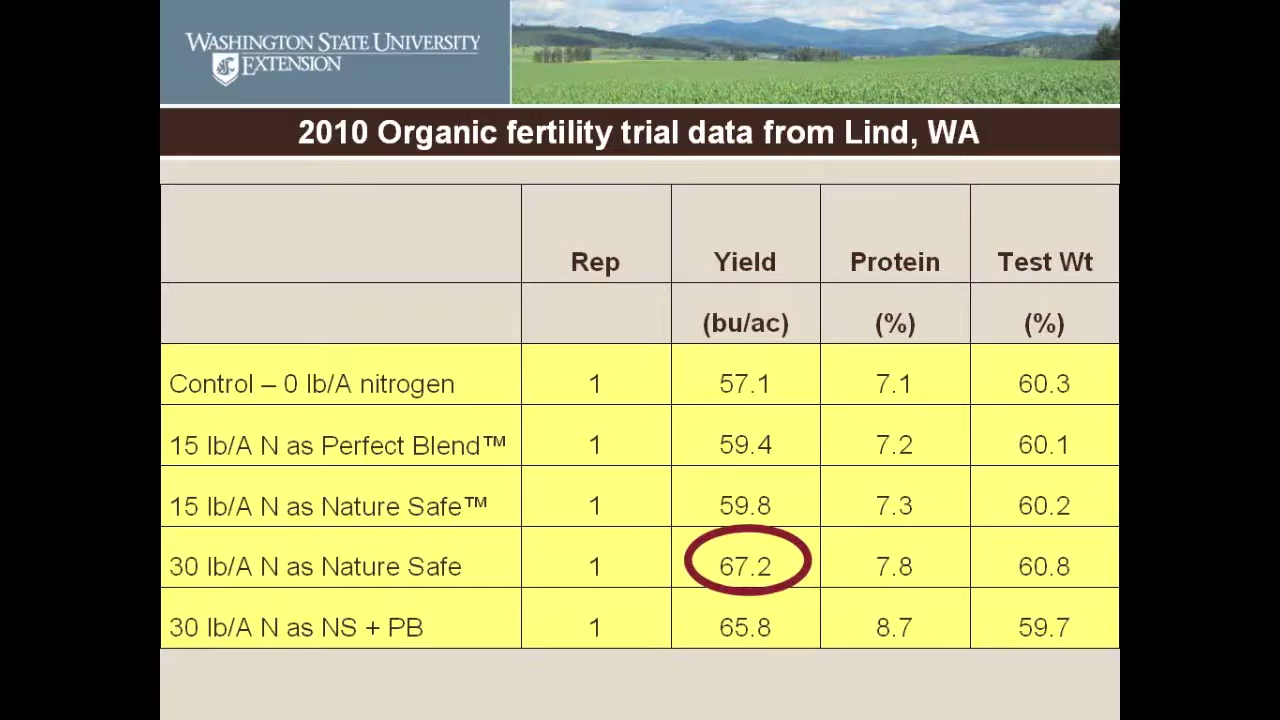 WASHINGTON STATE UNIVERSITY
EXTENSION
2010 Organic fertility trial data from Lind, WA
Rep Yield Protein Test Wt
(bu/ac) (%) (%)
Control – 0 lb/A nitrogen 1 57.1 7.1 60.3
15 lb/A N as Perfect Blend™ 1 59.4 7.2 60.1
15 lb/A N as Nature Safe™ 1 59.8 7.3 60.2
30 lb/A N as Nature Safe 1 67.2 7.8 60.8
30 lb/A N as NS + PB 1 65.8 8.7 59.7